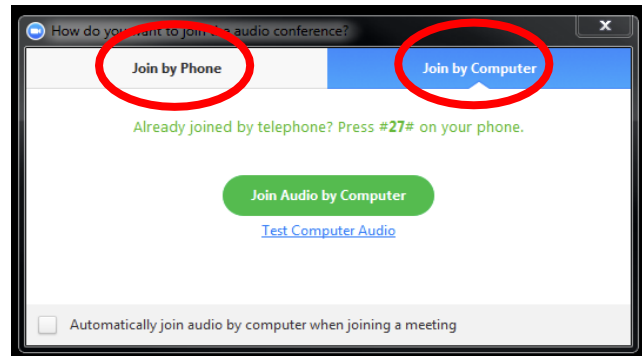 How do you want to join the audio conference?
Join by Phone
Join by Computer
Already joined by telephone? Press #27# on your phone.
Join Audio by Computer
Test Computer Audio
Automatically join audio by computer when joining a meeting